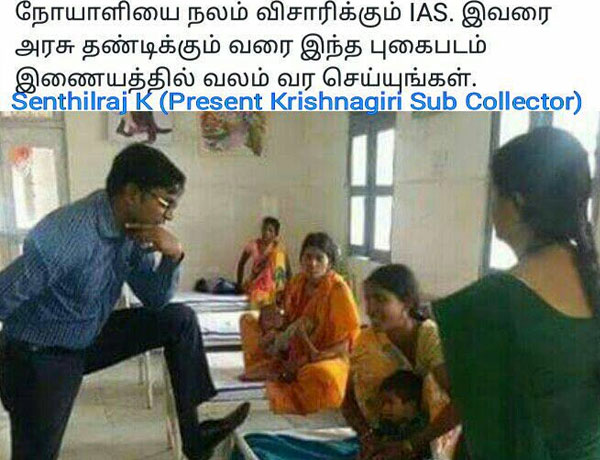 நோயாளியை நலம் விசாரிக்கும் IAS. இவரை
அரசு தண்டிக்கும் வரை இந்த புகைபடம்
இணையத்தில் வலம் வர செய்யுங்கள்.
Senthilraj K (Present Krishnagiri Sub Collector)